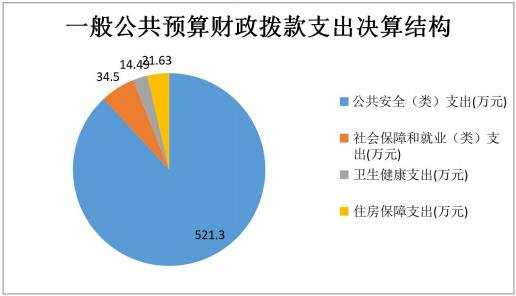 一般公共预算财政拨款支出决算结构
14.49
21.63
34.5
521.3
公共安全（类）支出(万元)
社会保障和就业（类）支
出(万元)
卫生健康支出(万元)
住房保障支出(万元)